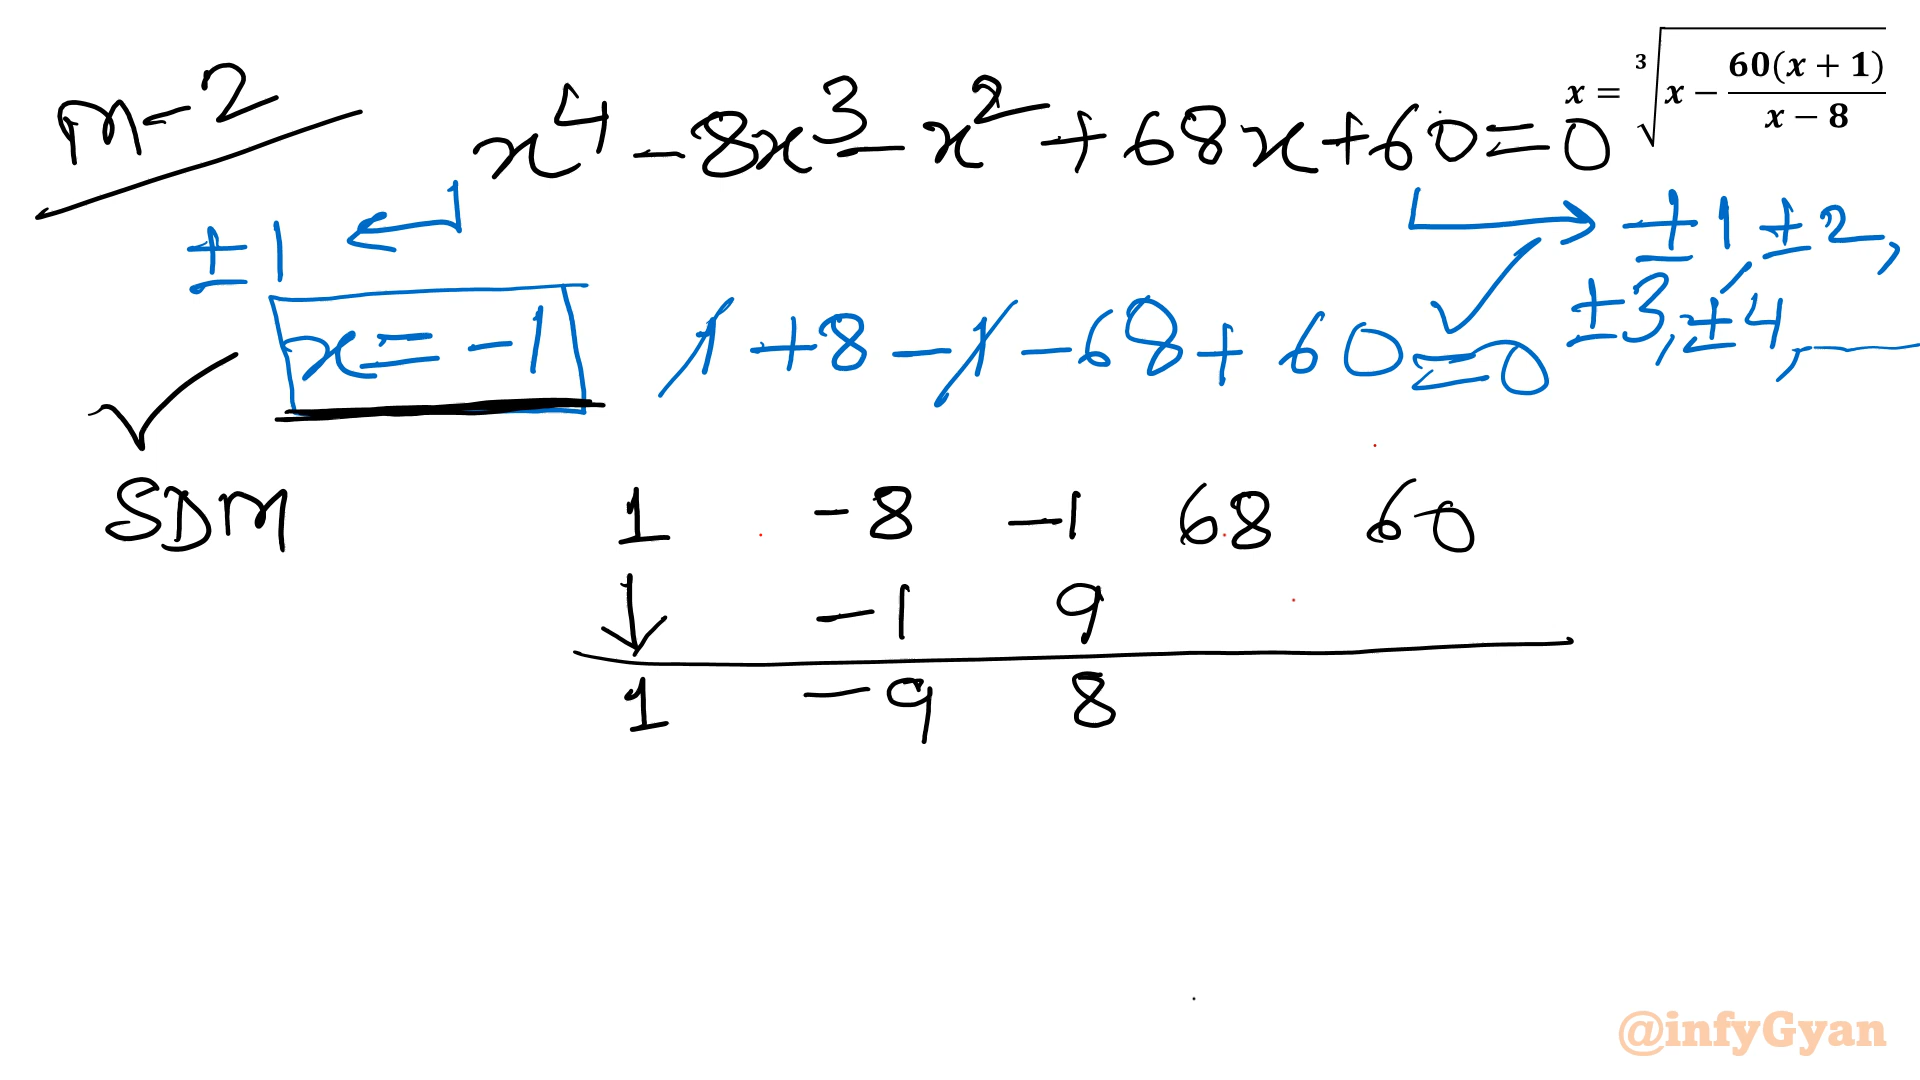 m-2
x⁴ - 8x³ - x² + 68x + 60 = 0
x = ∛(x - 60(x + 1)/(x - 8))
±1
±1, ±2,
±3, ±4,
x = -1
1 + 8 - 1 - 68 + 60 = 0
SDM
1 -8 -1 68 60
-1 9
1 -9 8
@infyGyan